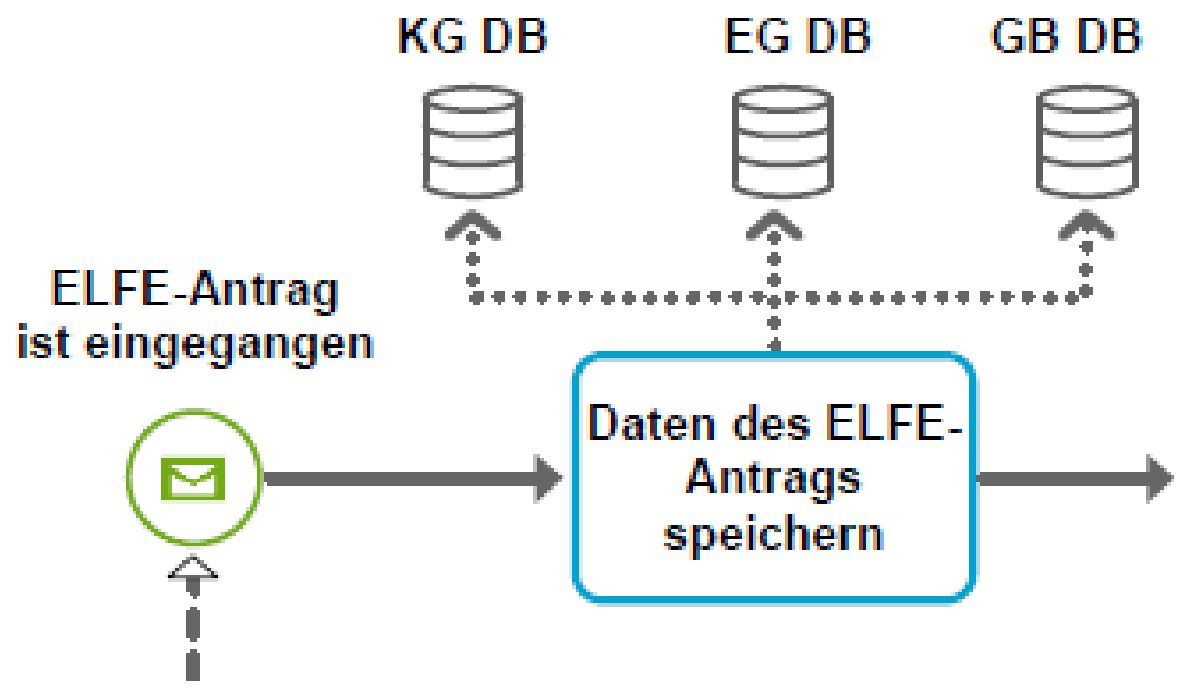 KG DB
EG DB
GB DB
ELFE-Antrag
ist eingegangen
Daten des ELFE-
Antrags
speichern